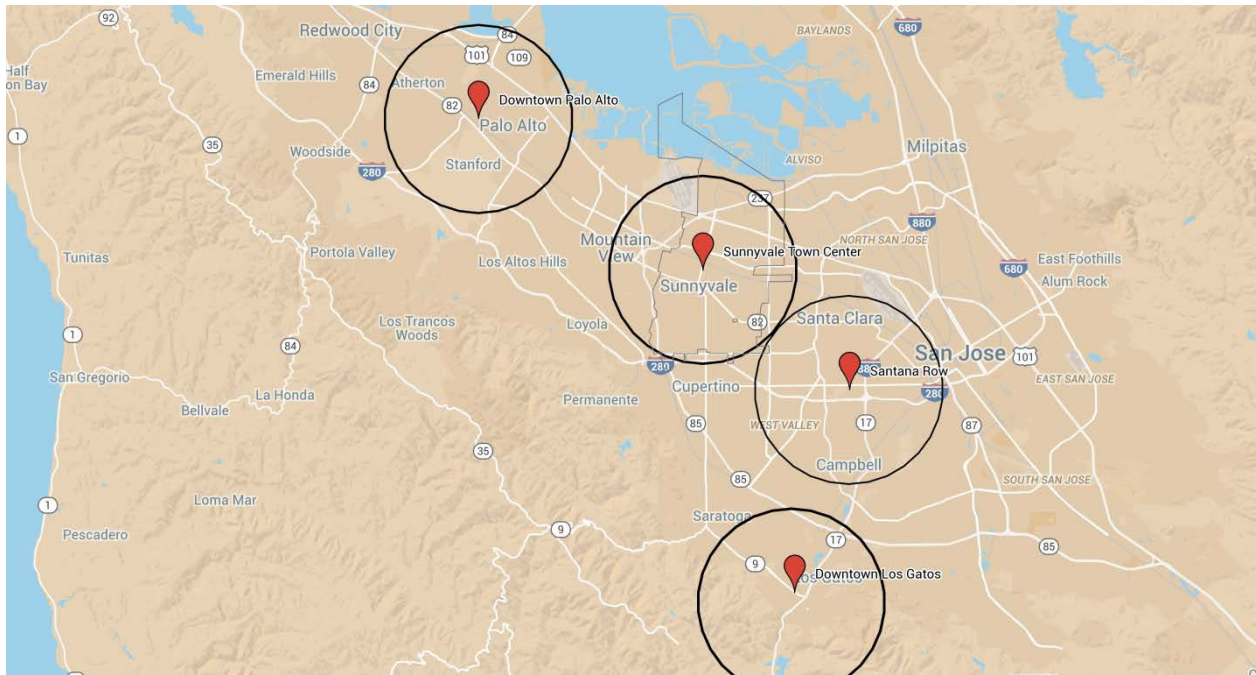 92
Redwood City
84
BAYLANDS
680
101
109
Half
Emerald Hills
84
Atherton
82
Downtown Palo Alto
Palo Alto
1
35
Woodside
Stanford
280
ALVISO
Milpitas
237
880
Portola Valley
Mountain
View
NORTH SAN JOSE
Tunitas
Los Altos Hills
Sunnyvale Town Center
East Foothills
680
Alum Rock
Sunnyvale
1
84
Los Trancos
Woods
Loyola
82
Santa Clara
San Jose
101
San Gregorio
La Honda
280
Cupertino
Santana Row
280
EAST SAN JOSE
Bellvale
Permanente
85
WEST VALLEY
17
87
35
Campbell
85
SOUTH SAN JOSE
1
Loma Mar
Saratoga
Pescadero
9
17
85
9
Downtown Los Gatos
1